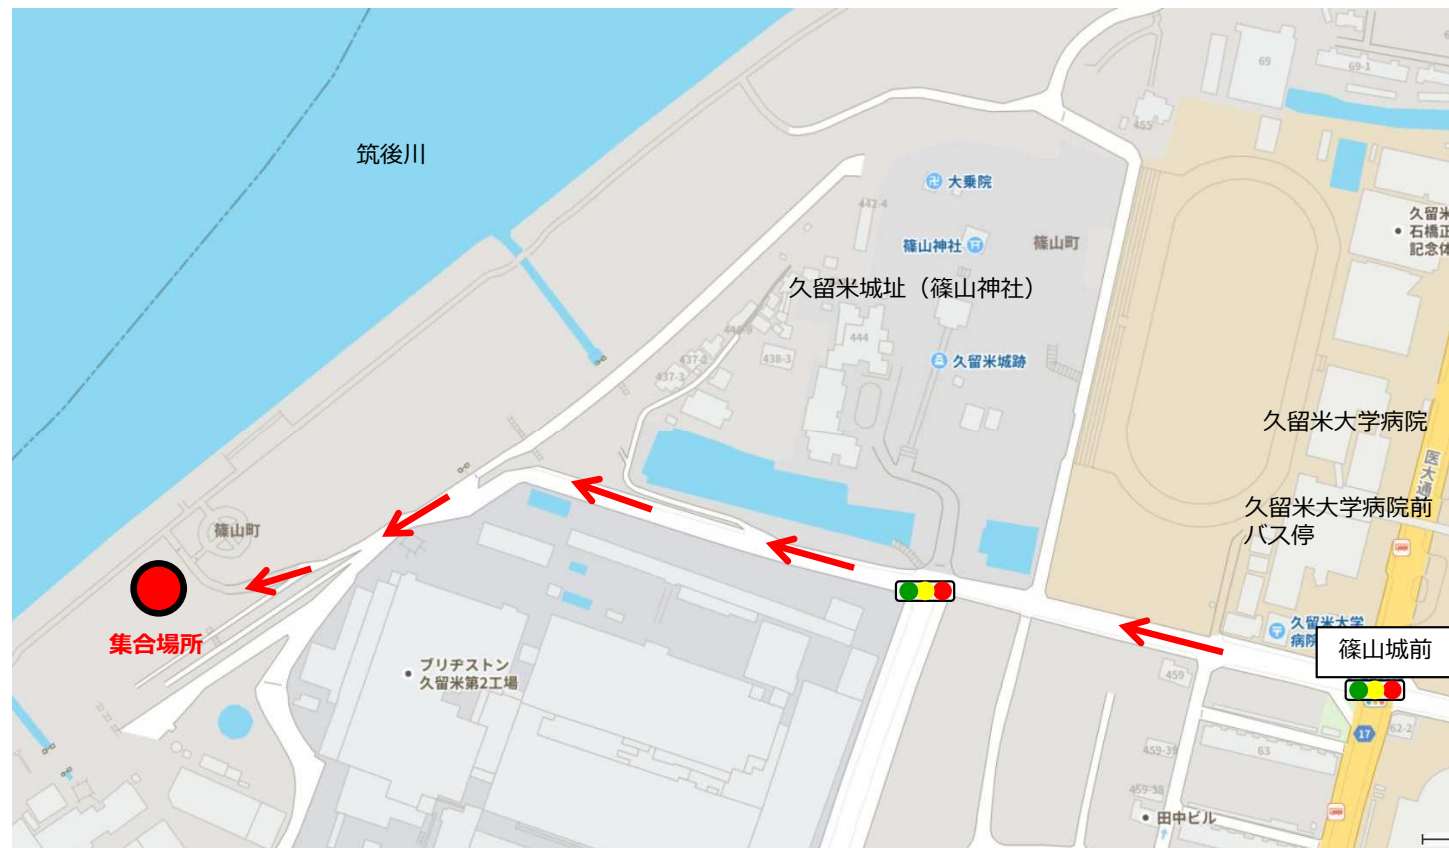 69
69-1
455
筑後川
大乗院
442-4
久留米
石橋正
記念体
篠山神社
篠山町
久留米城址（篠山神社）
440-9
444
437-2
438-3
久留米城跡
437-3
久留米大学病院
医大通
久留米大学病院前
バス停
篠山町
久留米大学
病院
集合場所
篠山城前
ブリヂストン
久留米第2工場
459
17
62-2
459-39
63
459-38
田中ビル